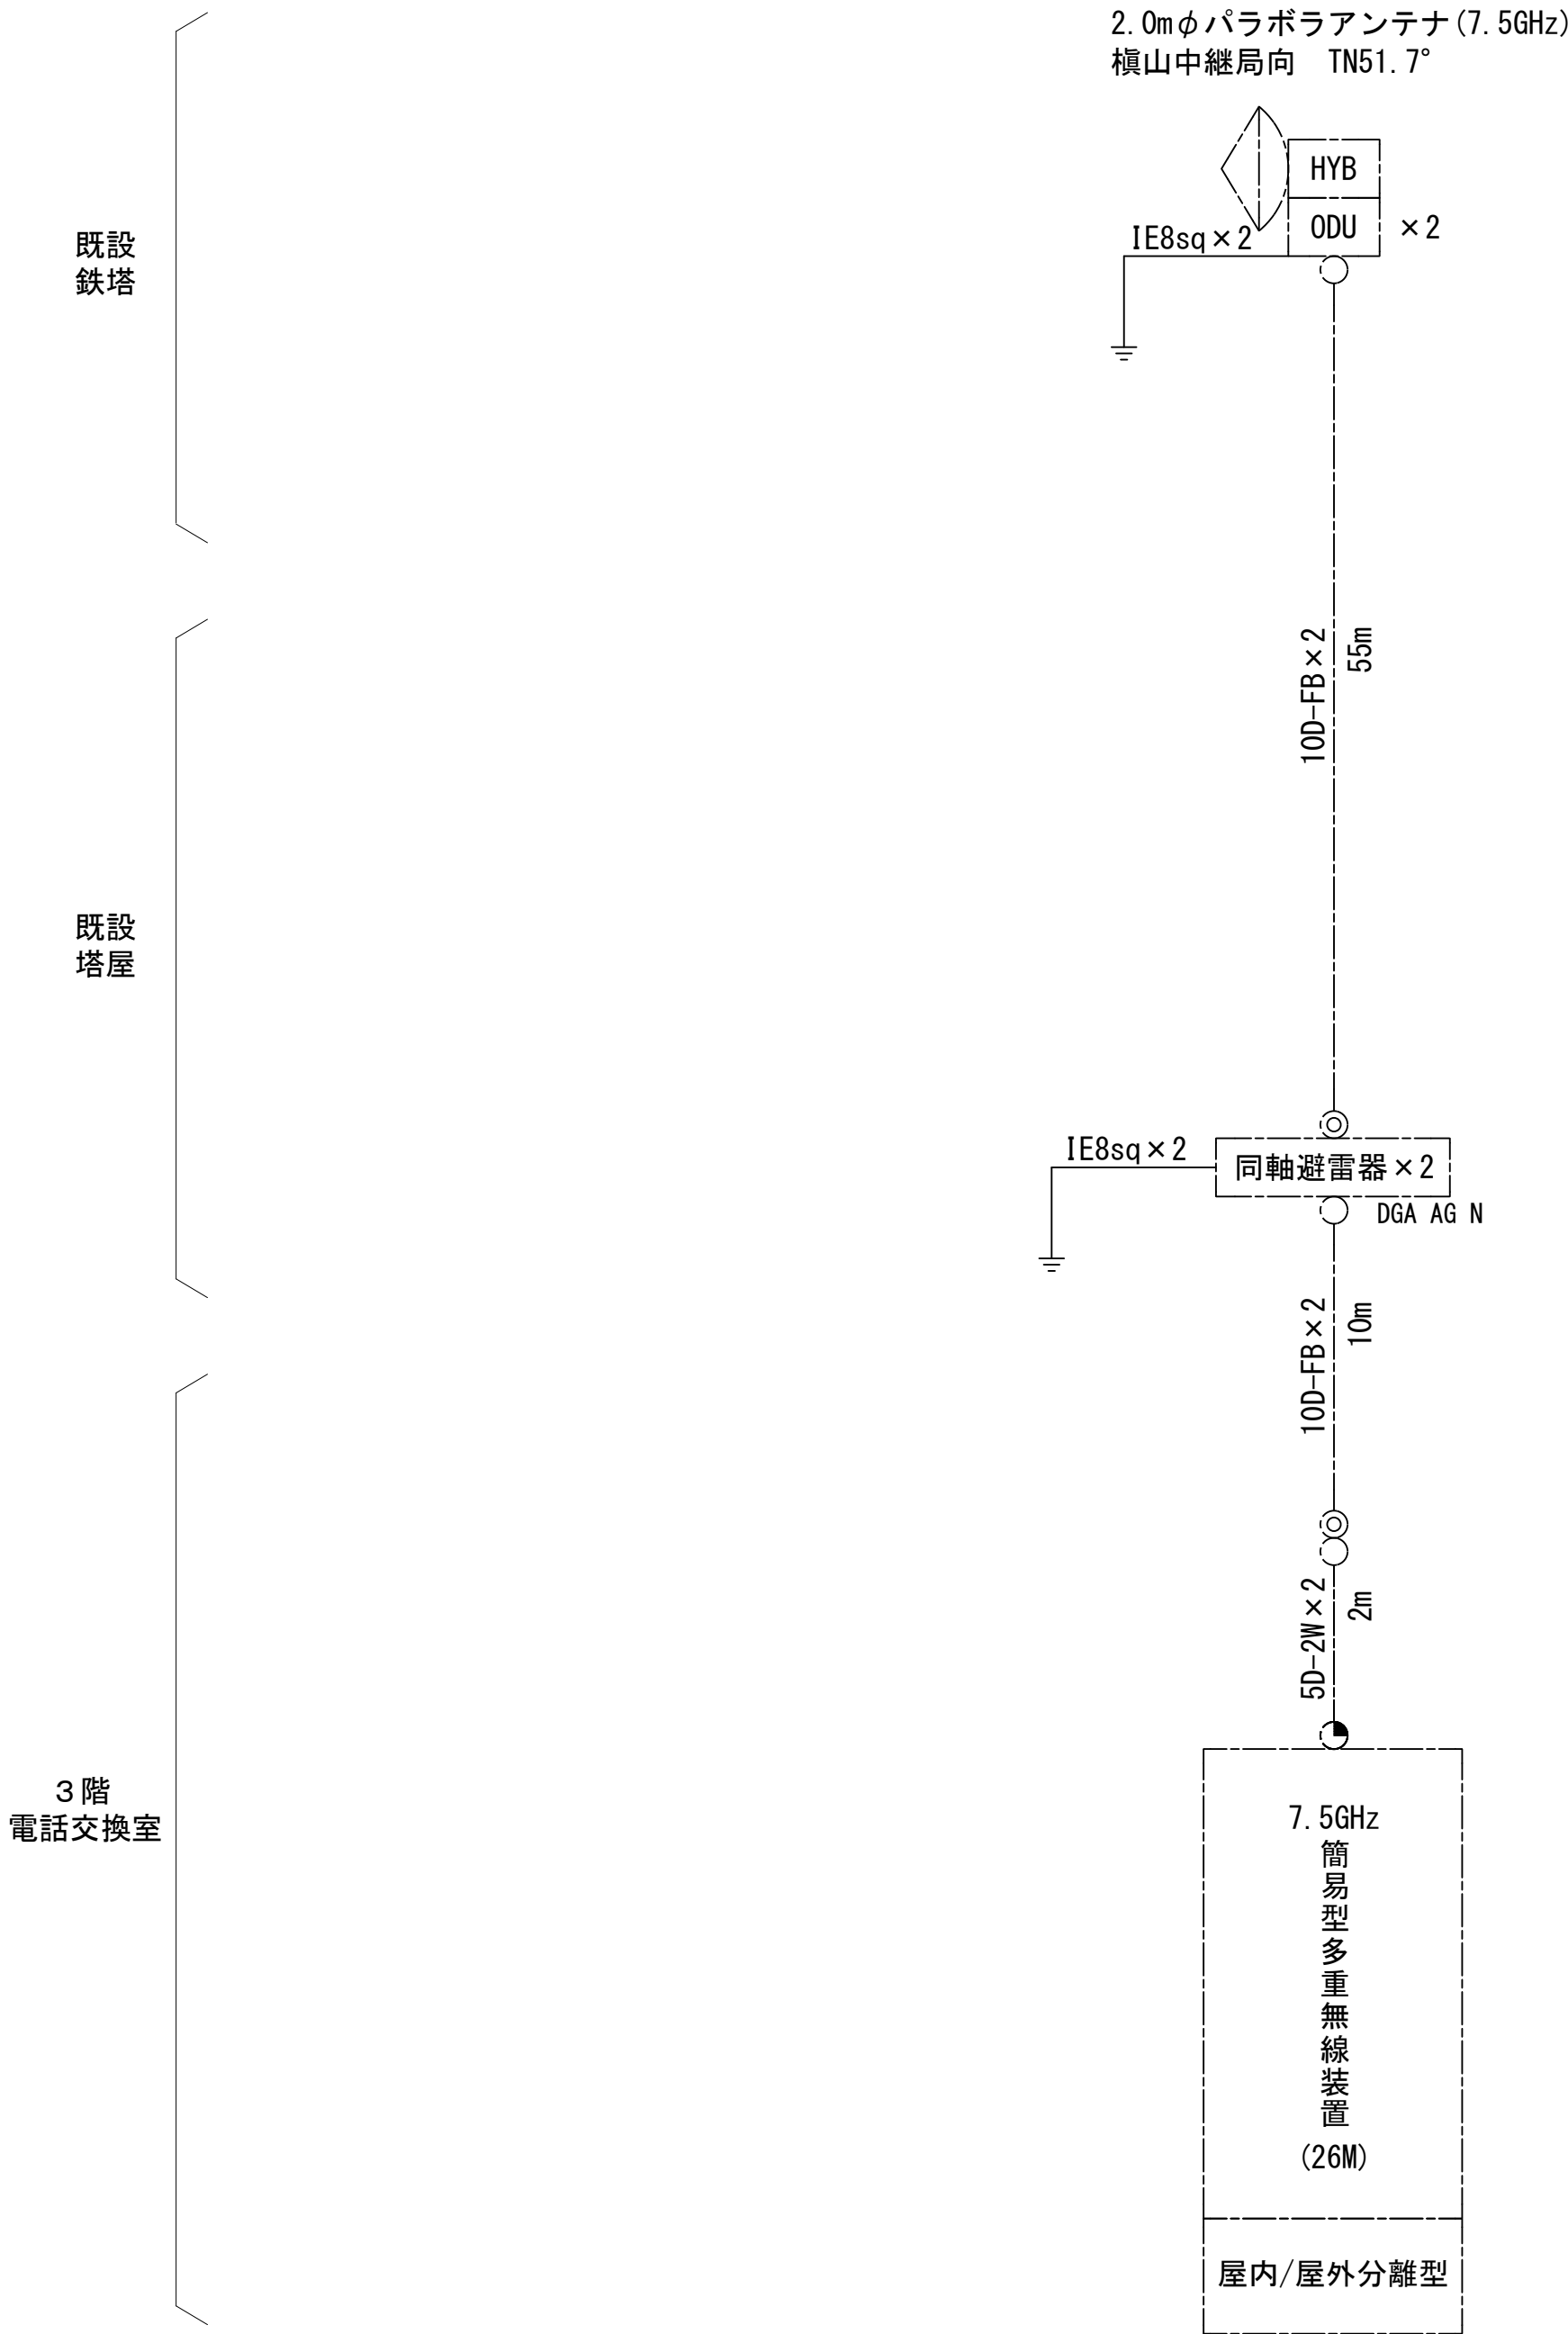 2.0mφパラボラアンテナ(7.5GHz)
槇山中継局向　TN51.7°
HYB
ODU
×2
IE8sq×2
既設
鉄塔
10D-FB×2
55m
既設
塔屋
IE8sq×2
同軸避雷器×2
DGA AG N
10D-FB×2
10m
5D-2W×2
2m
3階
電話交換室
7.5GHz
簡易型多重無線装置
(26M)
屋内/屋外分離型